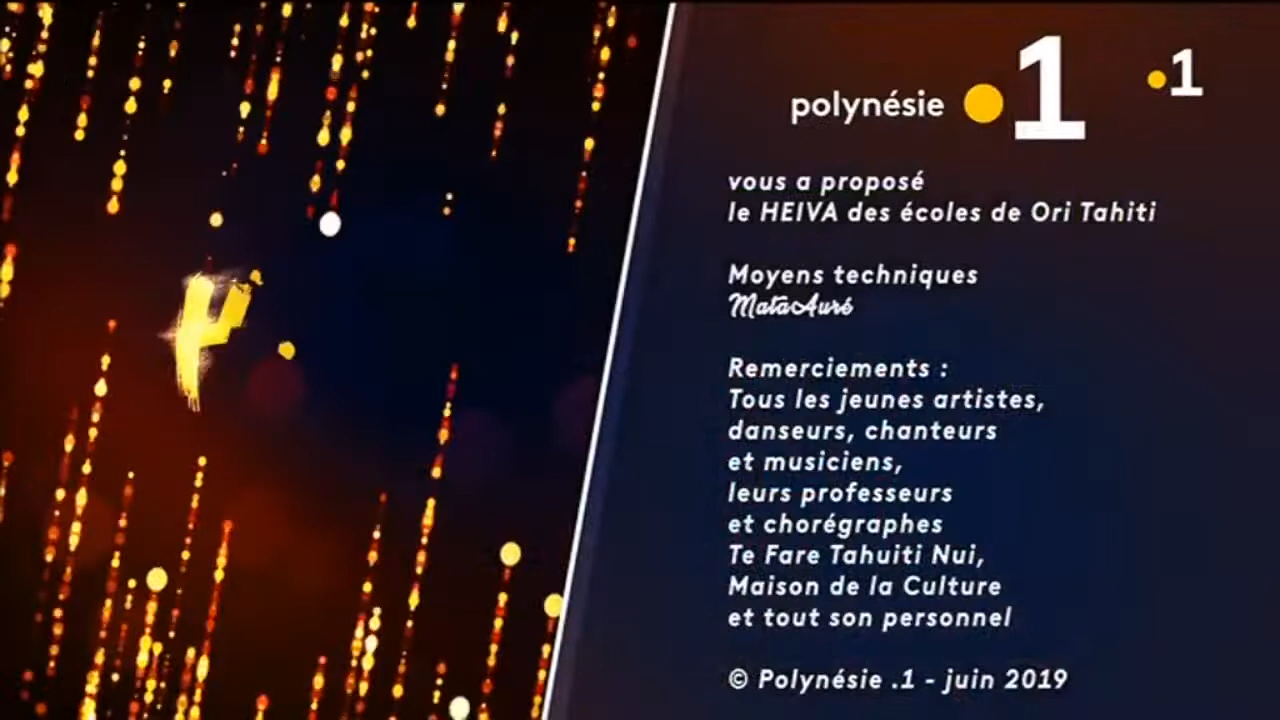 polynésie 1
1
vous a proposé
le HEIVA des écoles de Ori Tahiti
Moyens techniques
MataAuré
Remerciements :
Tous les jeunes artistes,
danseurs, chanteurs
et musiciens,
leurs professeurs
et chorégraphes
Te Fare Tahuiti Nui,
Maison de la Culture
et tout son personnel
© Polynésie .1 - juin 2019